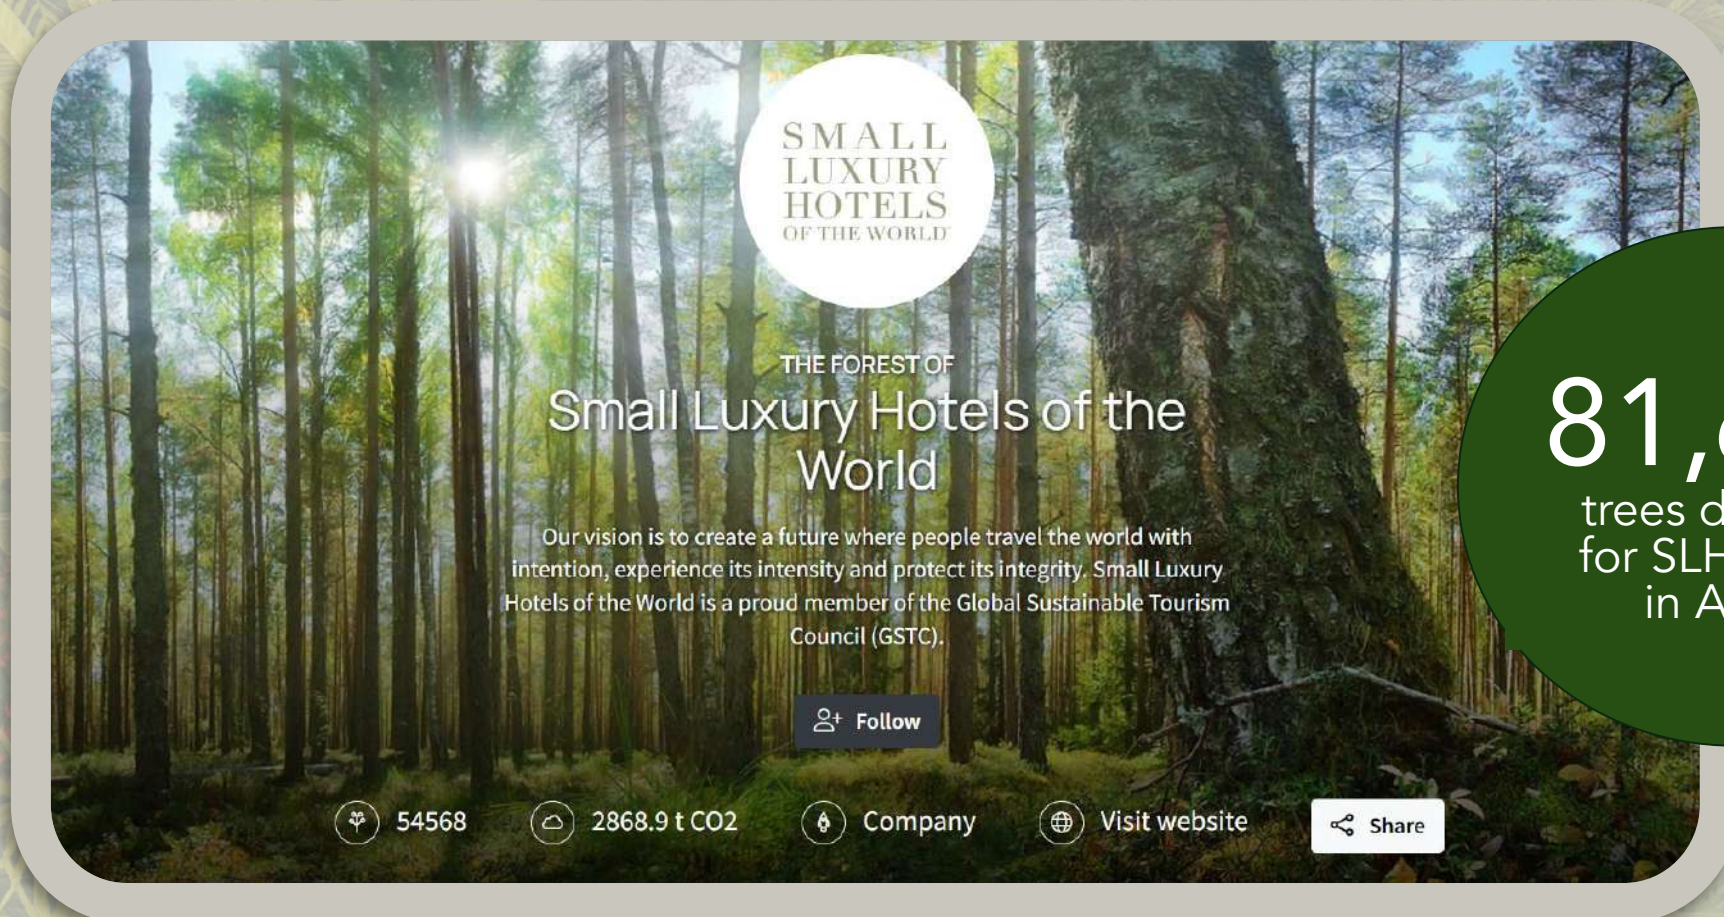 SMALL
LUXURY
HOTELS
OF THE WORLD
THE FOREST OF
Small Luxury Hotels of the
World
Our vision is to create a future where people travel the world with
intention, experience its intensity and protect its integrity. Small Luxury
Hotels of the World is a proud member of the Global Sustainable Tourism
Council (GSTC).
Follow
54568
2868.9 t CO2
Company
Visit website
Share
trees
for
in